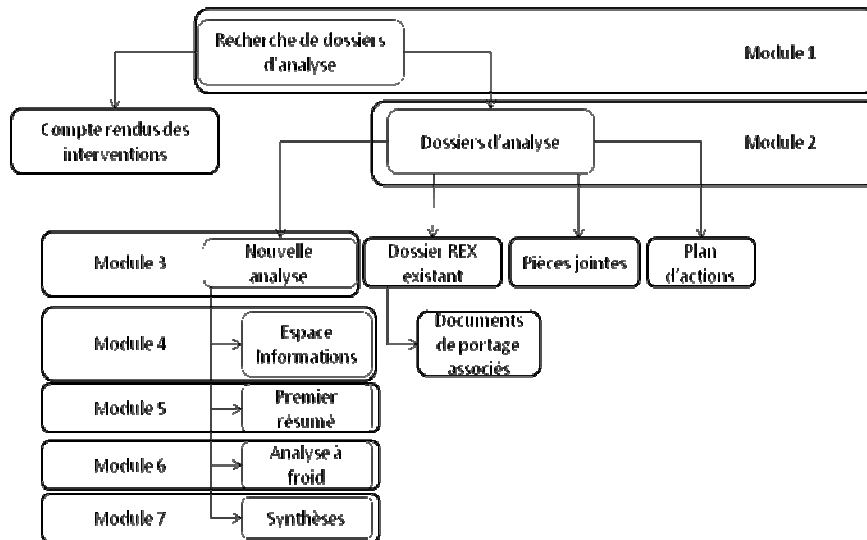 Recherche de dossiers
d'analyse
Module 1
Compte rendus des
interventions
Dossiers d'analyse
Module 2
Module 3
Nouvelle
analyse
Dossier REX
existant
Pièces jointes
Plan
d'actions
Module 4
Espace
Informations
Documents
de portage
associés
Module 5
Premier
résumé
Module 6
Analyse à
froid
Module 7
Synthèses